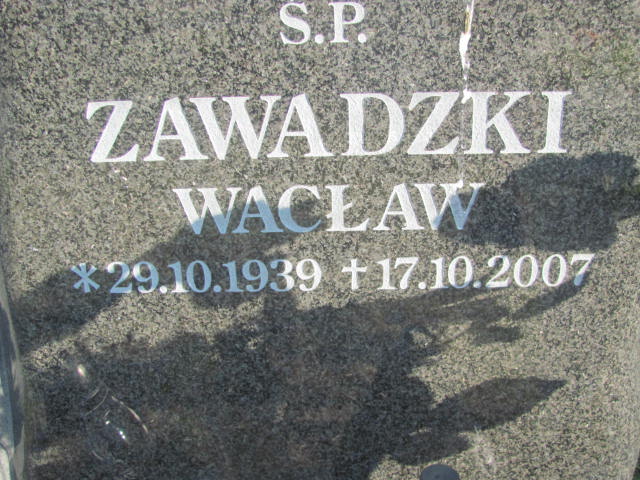 Ś.P.
ZAWADZKI
WACŁAW
*29.10.1939 †17.10.2007